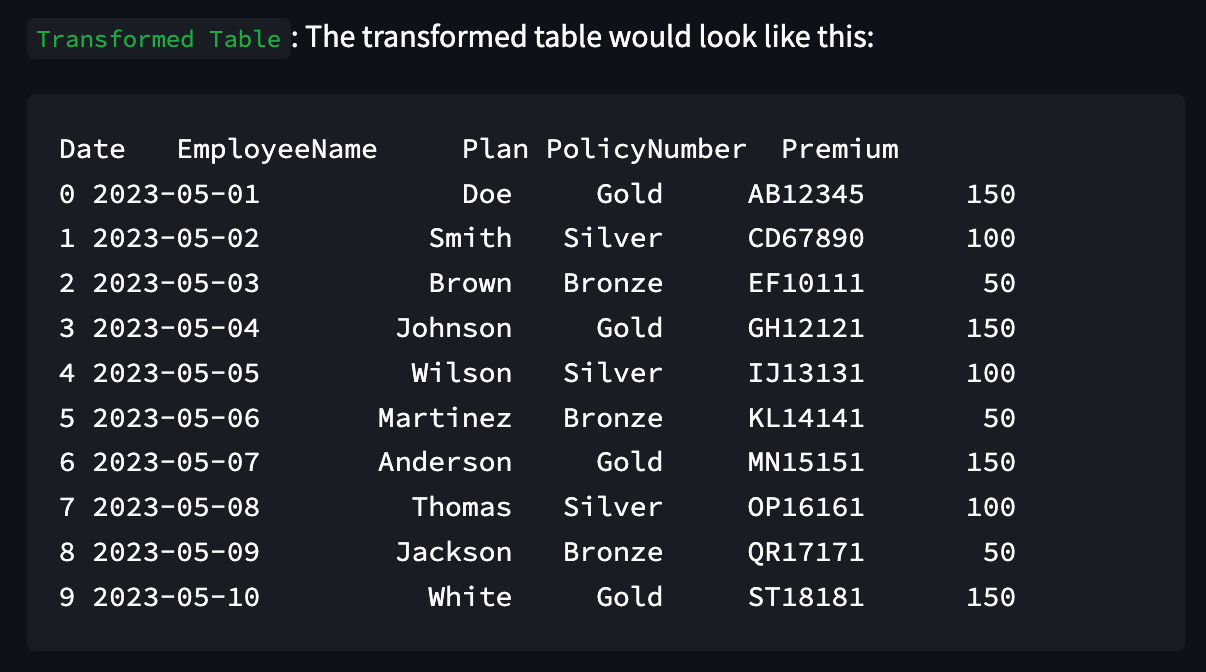 Transformed Table: The transformed table would look like this:
Date   EmployeeName     Plan PolicyNumber  Premium
0 2023-05-01            Doe     Gold     AB12345      150
1 2023-05-02          Smith   Silver     CD67890      100
2 2023-05-03          Brown   Bronze     EF10111       50
3 2023-05-04        Johnson     Gold     GH12121      150
4 2023-05-05         Wilson   Silver     IJ13131      100
5 2023-05-06       Martinez   Bronze     KL14141       50
6 2023-05-07       Anderson     Gold     MN15151      150
7 2023-05-08         Thomas   Silver     OP16161      100
8 2023-05-09        Jackson   Bronze     QR17171       50
9 2023-05-10          White     Gold     ST18181      150